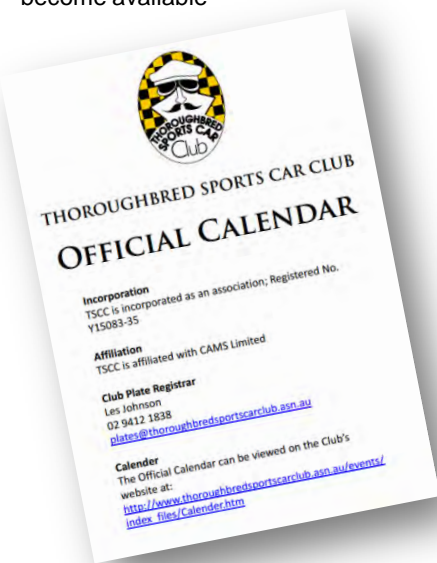 become available
THOROUGHBRED
SPORTS CAR
Club
THOROUGHBRED SPORTS CAR CLUB
OFFICIAL CALENDAR
Incorporation
TSCC is incorporated as an association; Registered No.
Y15083-35
Affiliation
TSCC is affiliated with CAMS Limited
Club Plate Registrar
Les Johnson
02 9412 1838
plates@thoroughbredsportscarclub.asn.au
Calender
The Official Calendar can be viewed on the Club's
website at:
http://www.thoroughbredsportscarclub.asn.au/events/
index_files/Calender.htm